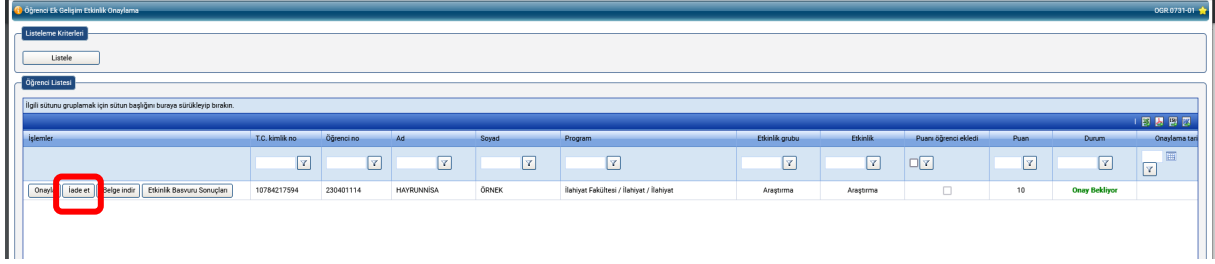 Öğrenci Ek Gelişim Etkinlik Onaylama OGR.0731-01
Listeleme Kriterleri
Listele
Öğrenci Listesi
İlgili sütunu gruplamak için sütun başlığını buraya sürükleyip bırakın.
İşlemler T.C. kimlik no Öğrenci no Ad Soyad Program Etkinlik grubu Etkinlik Puanı öğrenci ekledi Puan Durum Onaylama tari
Onayla İade et Belge indir Etkinlik Basvuru Sonuçları 10784217594 230401114 HAYRUNNİSA ÖRNEK İlahiyat Fakültesi / İlahiyat / İlahiyat Araştırma Araştırma 10 Onay Bekliyor